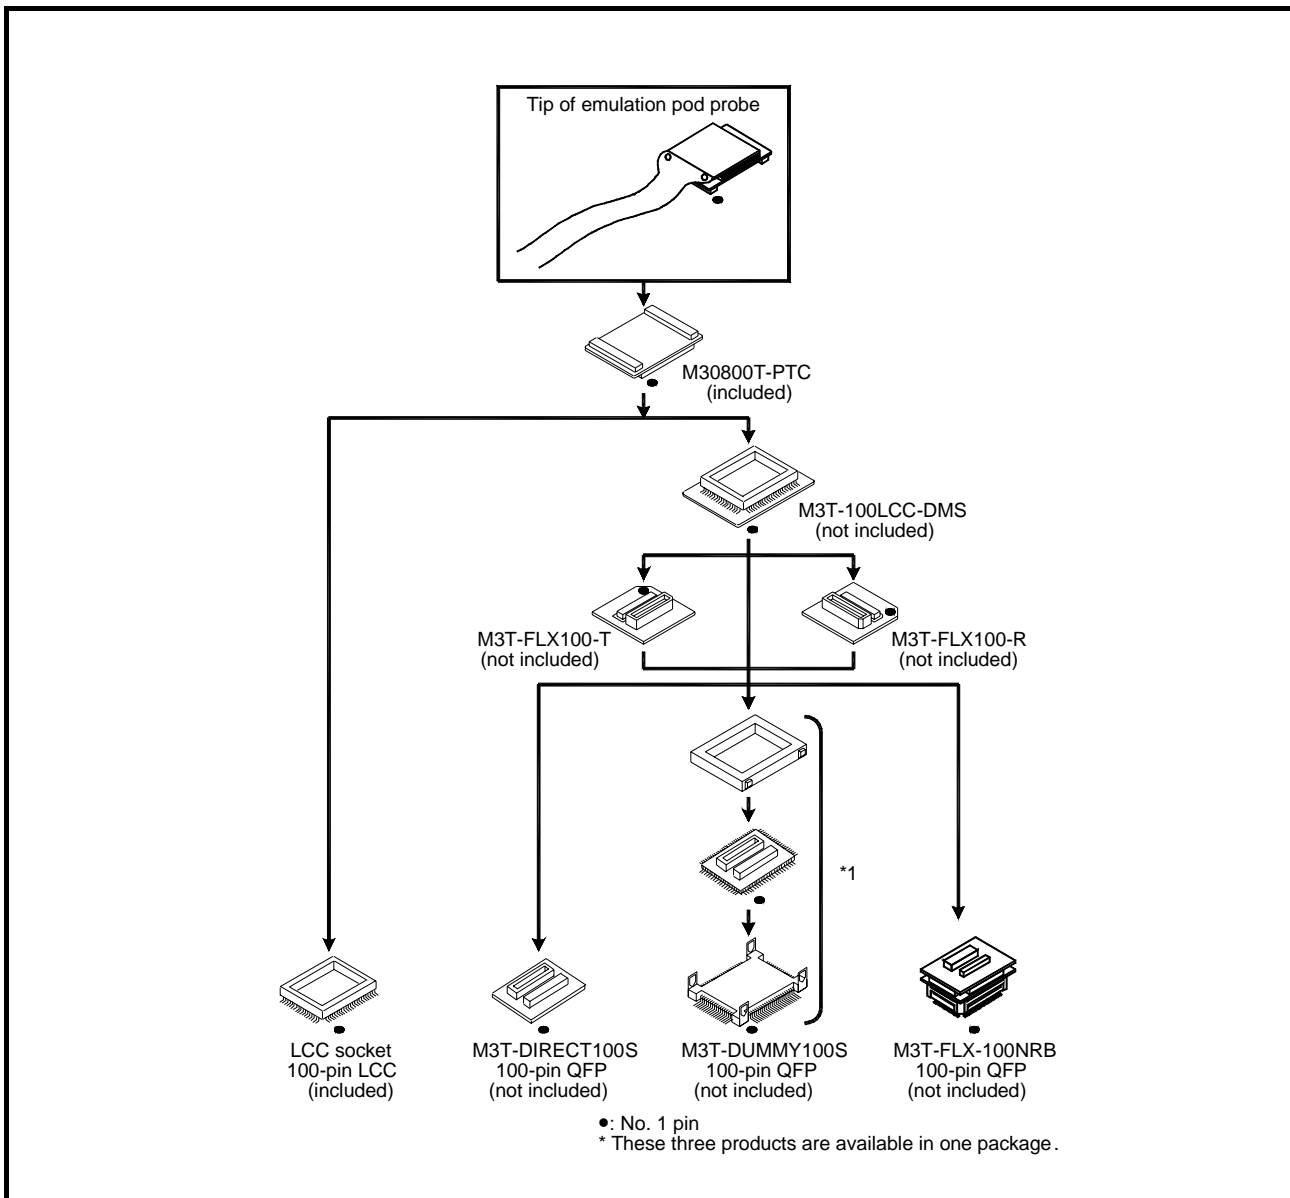 Tip of emulation pod probe
M30800T-PTC
(included)
M3T-100LCC-DMS
(not included)
M3T-FLX100-T
(not included)
M3T-FLX100-R
(not included)
*1
LCC socket
100-pin LCC
(included)
M3T-DIRECT100S
100-pin QFP
(not included)
M3T-DUMMY100S
100-pin QFP
(not included)
M3T-FLX-100NRB
100-pin QFP
(not included)
●: No. 1 pin
* These three products are available in one package.